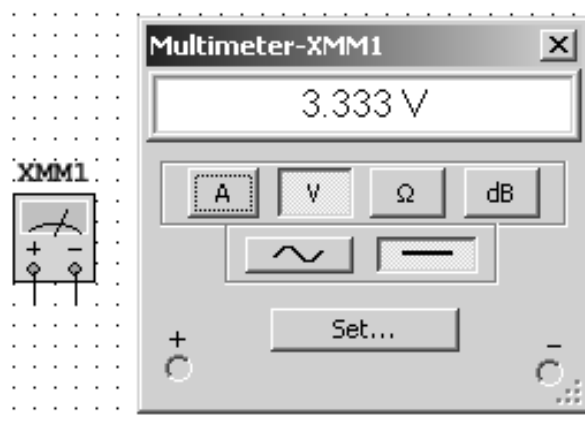 Multimeter-XMM1
3.333 V
XMM1
A V Ω dB
+ −
Set...
+ −